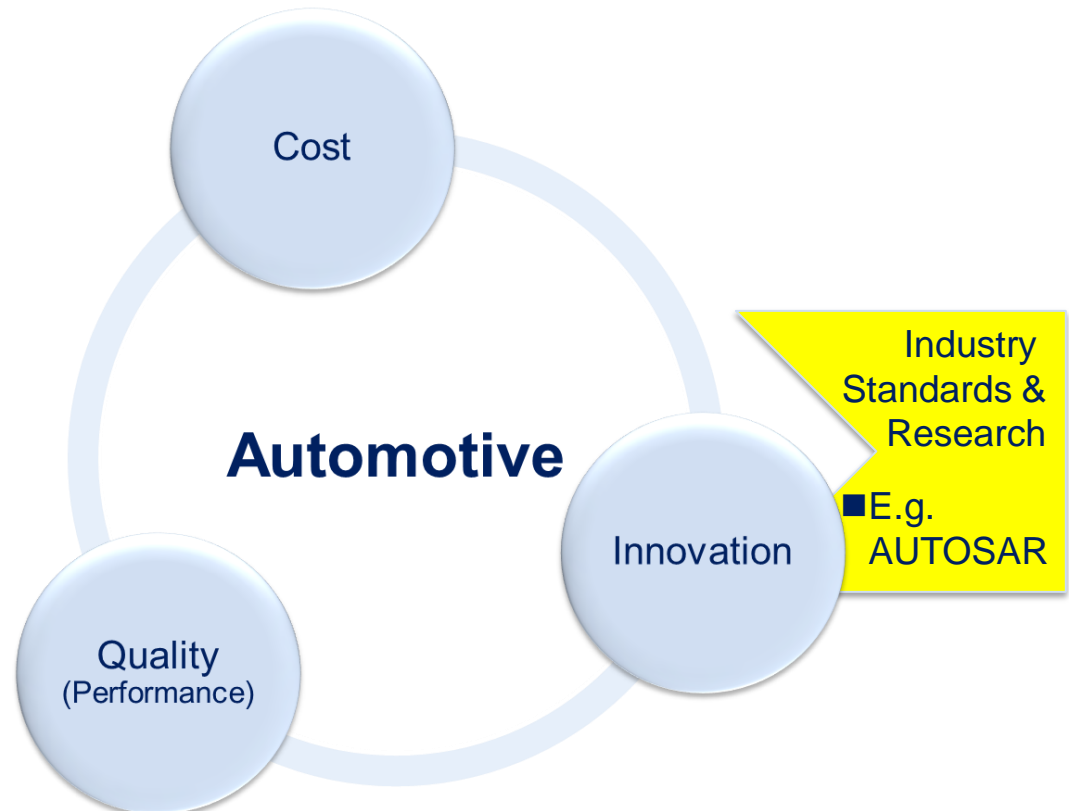 Cost
Industry
Standards &
Research
Automotive
■E.g.
AUTOSAR
Innovation
Quality
(Performance)